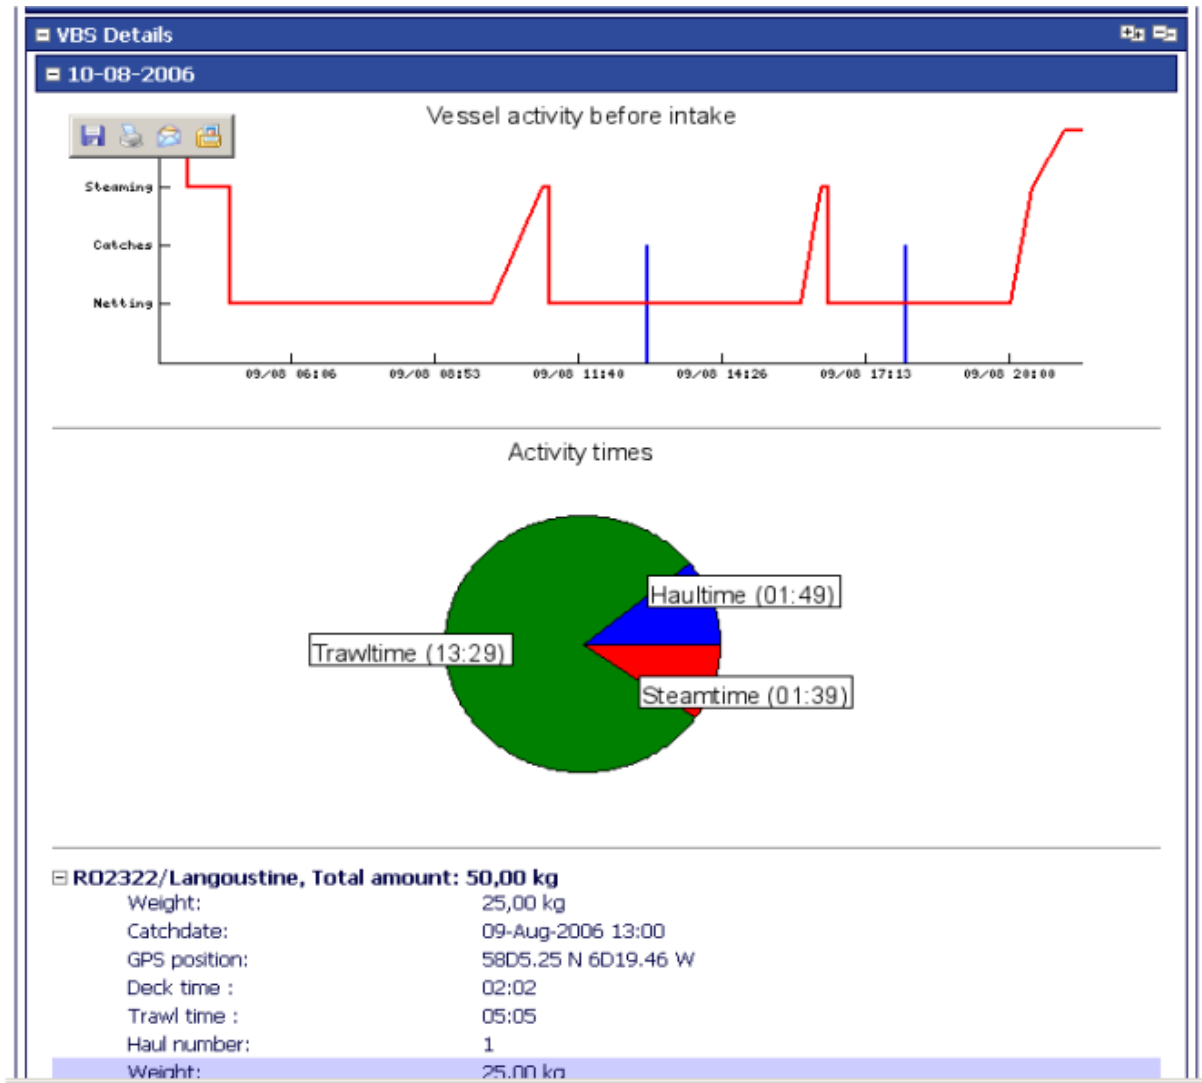 VBS Details
10-08-2006
Vessel activity before intake
Steaming
Catches
Netting
09/08 06:06 09/08 08:53 09/08 11:40 09/08 14:26 09/08 17:13 09/08 20:00
Activity times
Haultime (01:49)
Trawltime (13:29)
Steamtime (01:39)
RO2322/Langoustine, Total amount: 50,00 kg
Weight: 25,00 kg
Catchdate: 09-Aug-2006 13:00
GPS position: 58D5.25 N 6D19.46 W
Deck time : 02:02
Trawl time : 05:05
Haul number: 1
Weight: 25,00 kg